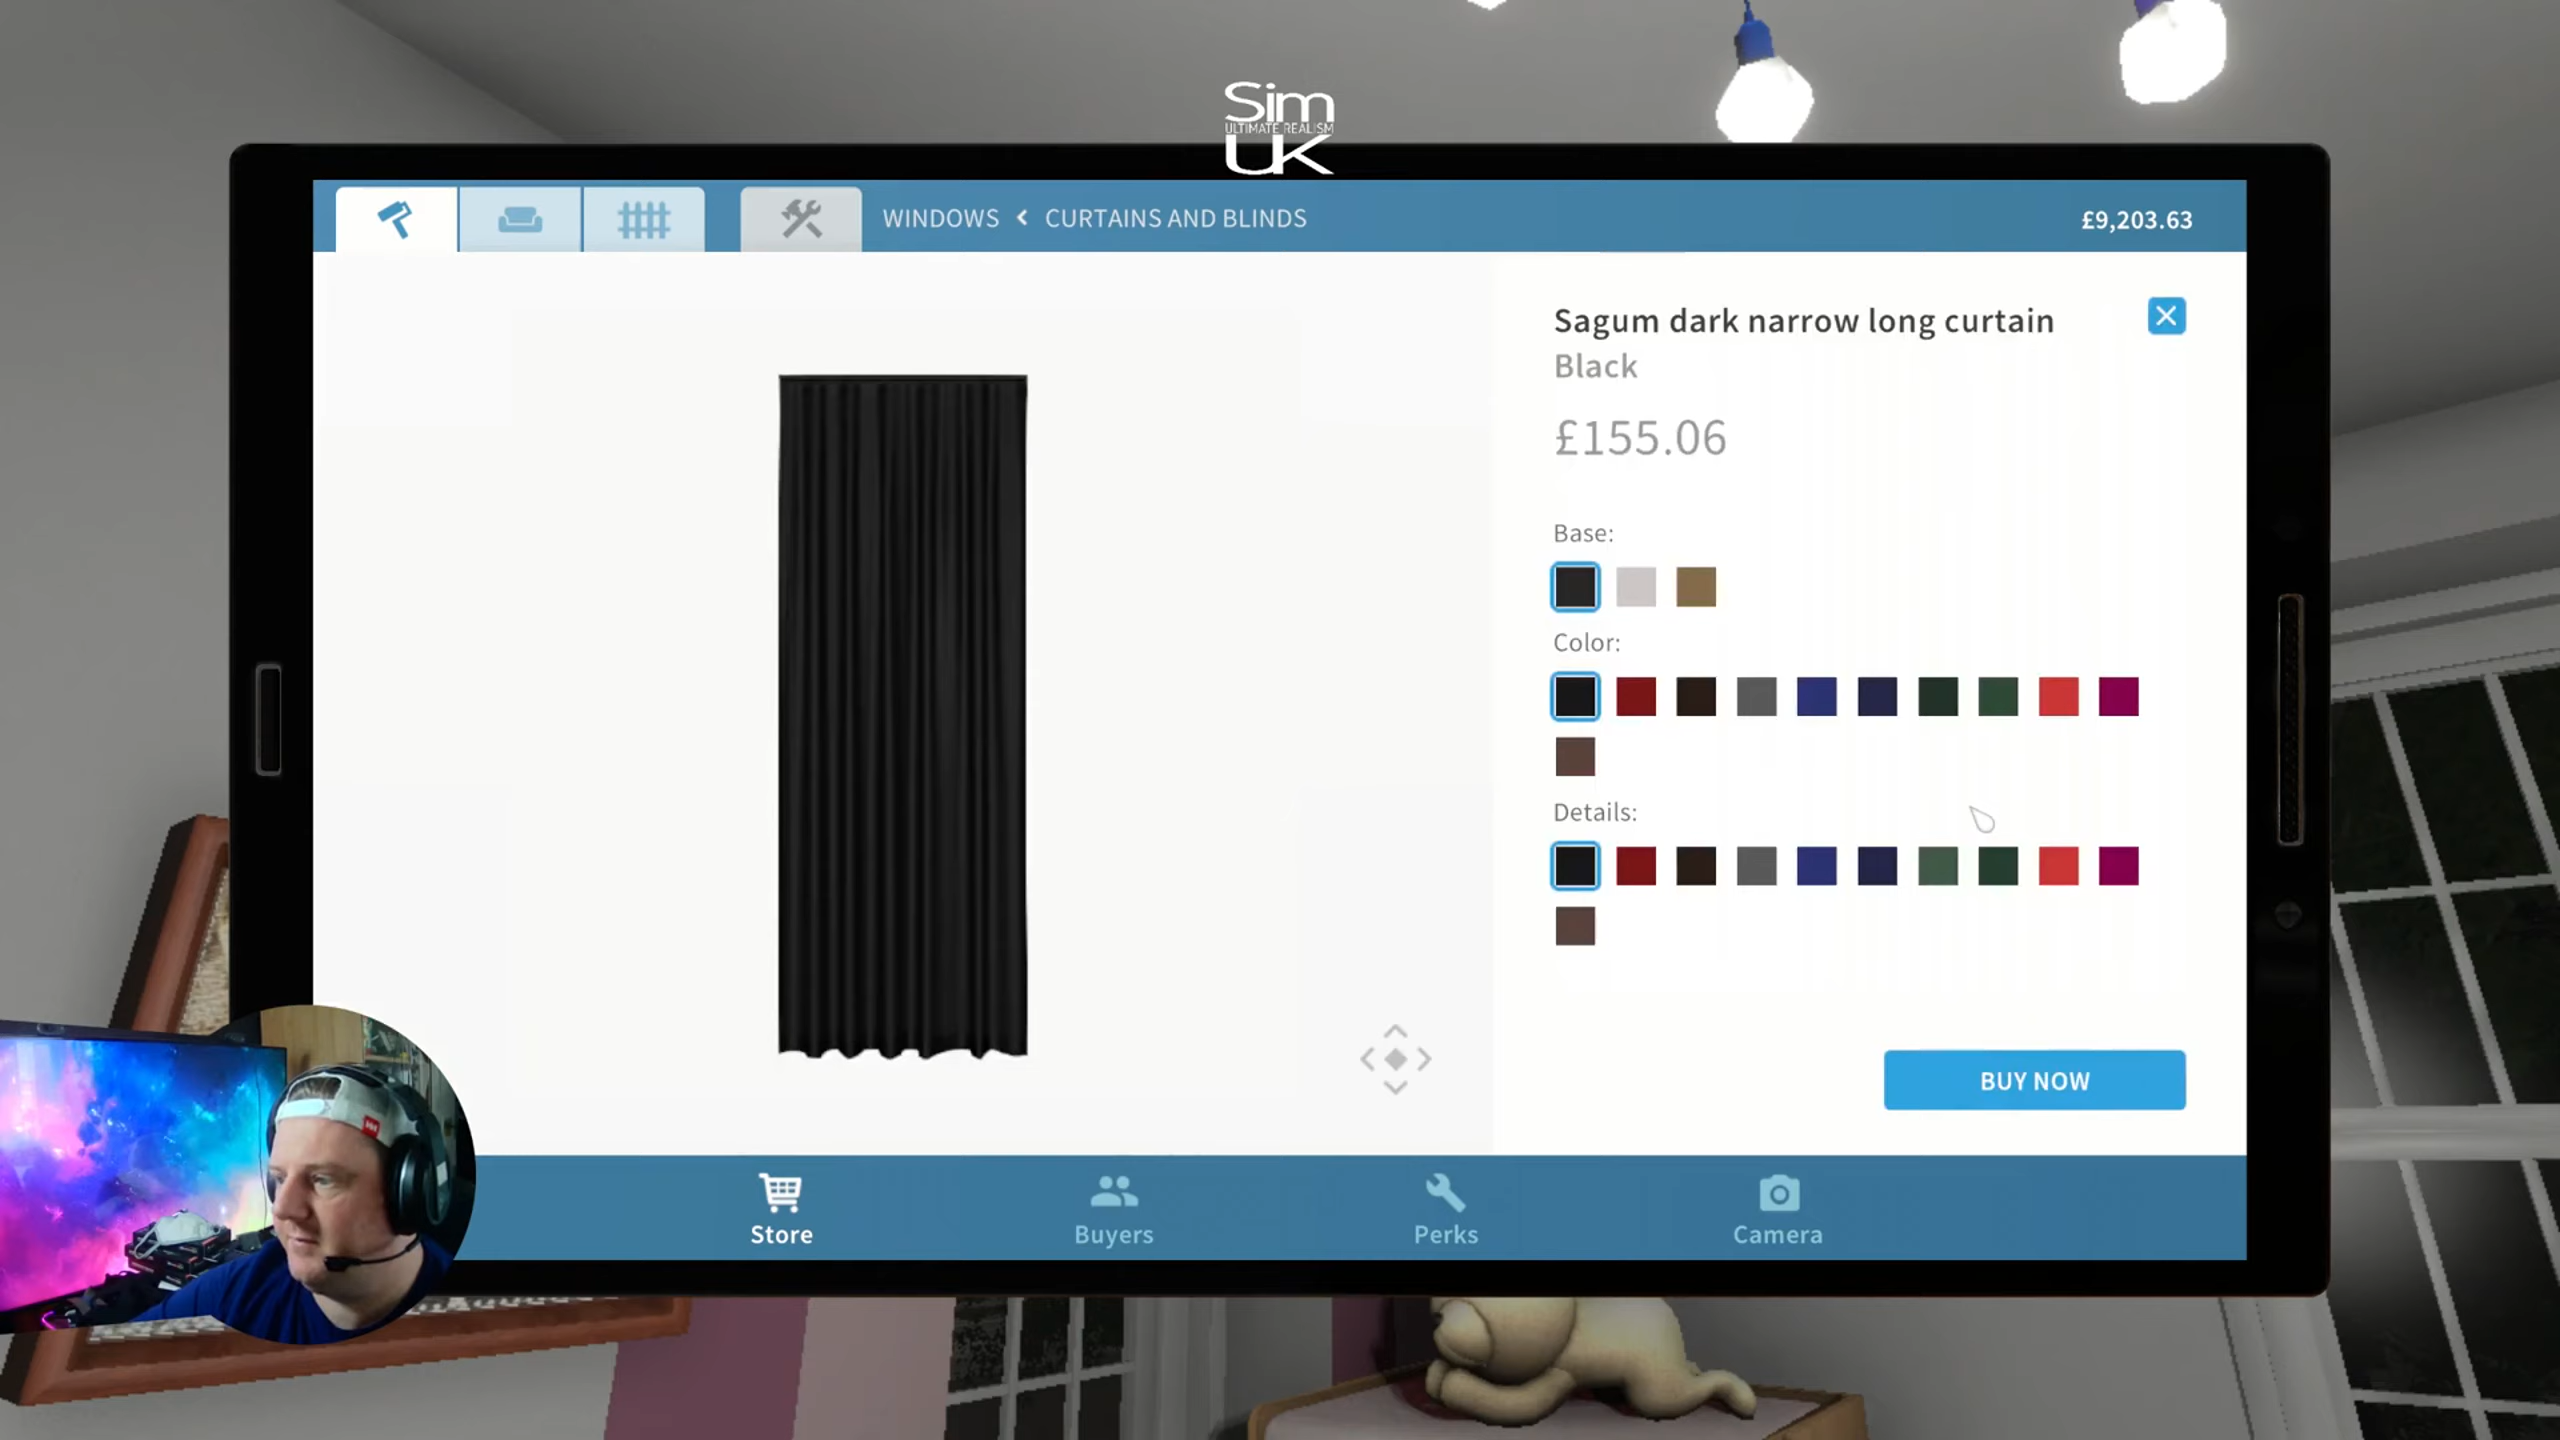 Sim
ULTIMATE REALISM
UK
WINDOWS < CURTAINS AND BLINDS
£9,203.63
Sagum dark narrow long curtain
Black
£155.06
Base:
Color:
Details:
BUY NOW
Store
Buyers
Perks
Camera